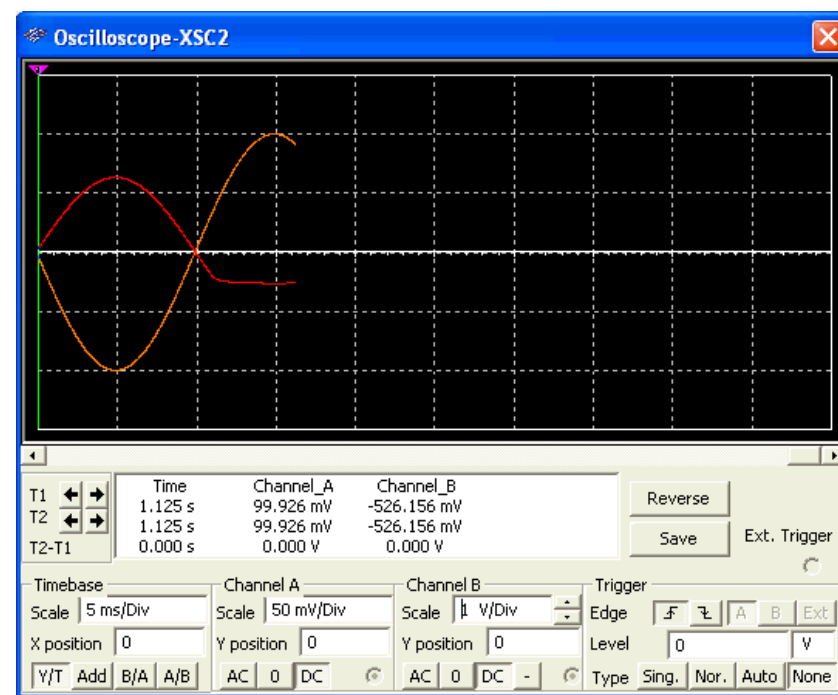 Oscilloscope-XSC2
Time Channel_A Channel_B
T1 1.125 s 99.926 mV -526.156 mV
T2 1.125 s 99.926 mV -526.156 mV
T2-T1 0.000 s 0.000 V 0.000 V
Reverse
Save
Ext. Trigger
Timebase
Scale 5 ms/Div
X position 0
Y/T Add B/A A/B
Channel A
Scale 50 mV/Div
Y position 0
AC 0 DC
Channel B
Scale 1 V/Div
Y position 0
AC 0 DC -
Trigger
Edge A B Ext
Level 0 V
Type Sing. Nor. Auto None